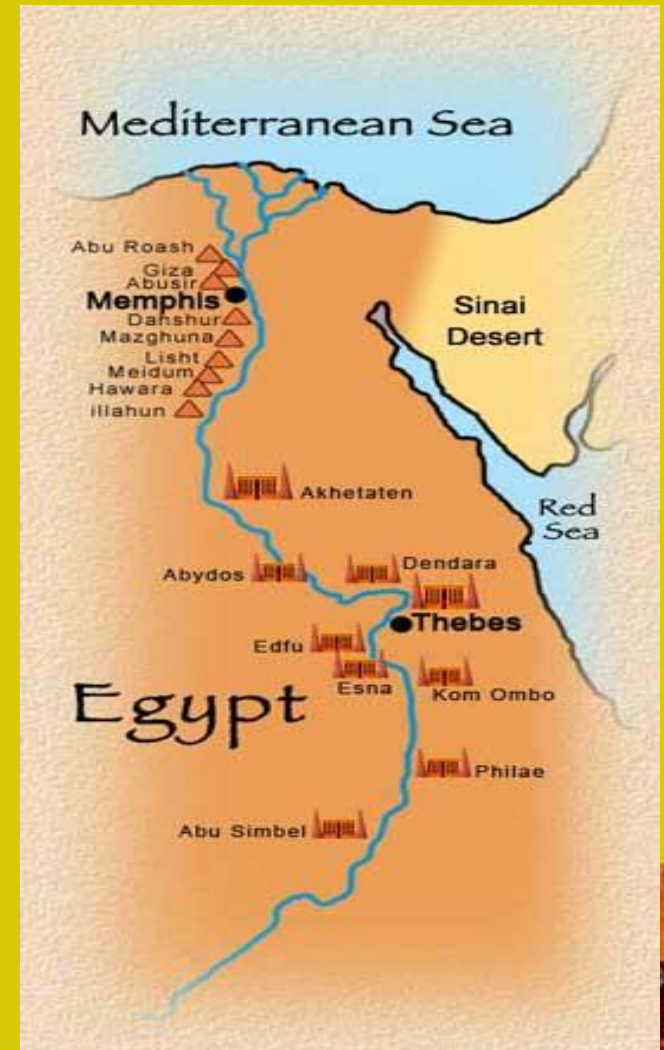 Mediterranean Sea
Abu Roash
Giza
Abusir
Memphis
Dahshur
Mazghuna
Lisht
Meidum
Hawara
illahun
Sinai
Desert
Akhetaten
Red
Sea
Abydos
Dendara
Thebes
Edfu
Esna
Kom Ombo
Egypt
Philae
Abu Simbel